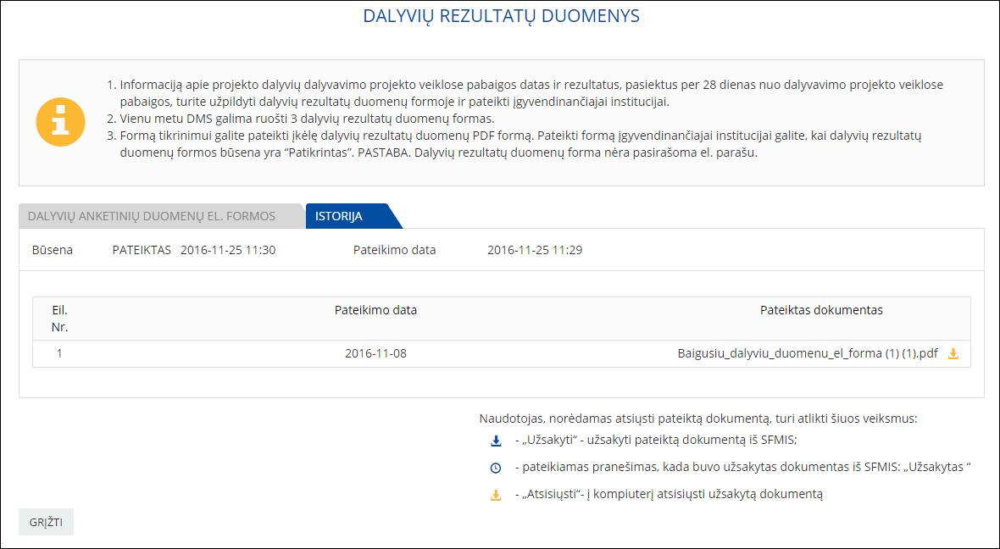 DALYVIŲ REZULTATŲ DUOMENYS
1. Informaciją apie projekto dalyvių dalyvavimo projekto veiklose pabaigos datas ir rezultatus, pasiektus per 28 dienas nuo dalyvavimo projekto veiklose
pabaigos, turite užpildyti dalyvių rezultatų duomenų formoje ir pateikti įgyvendinančiajai institucijai.
2. Vienu metu DMS galima ruošti 3 dalyvių rezultatų duomenų formas.
3. Formą tikrinimui galite pateikti įkėlę dalyvių rezultatų duomenų PDF formą. Pateikti formą įgyvendinančiajai institucijai galite, kai dalyvių rezultatų
duomenų formos būsena yra “Patikrintas”. PASTABA. Dalyvių rezultatų duomenų forma nėra pasirašoma el. parašu.
DALYVIŲ ANKETINIŲ DUOMENŲ EL. FORMOS ISTORIJA
Būsena PATEIKTAS 2016-11-25 11:30 Pateikimo data 2016-11-25 11:29
Eil. Pateikimo data Pateiktas dokumentas
Nr.
1 2016-11-08 Baigusiu_dalyviu_duomenu_el_forma (1) (1).pdf
Naudotojas, norėdamas atsiųsti pateiktą dokumentą, turi atlikti šiuos veiksmus:
- „Užsakyti“ - užsakyti pateiktą dokumentą iš SFMIS;
- pateikiamas pranešimas, kada buvo užsakytas dokumentas iš SFMIS: „Užsakytas “
- „Atsisiųsti“- į kompiuterį atsisiųsti užsakytą dokumentą
GRĮŽTI